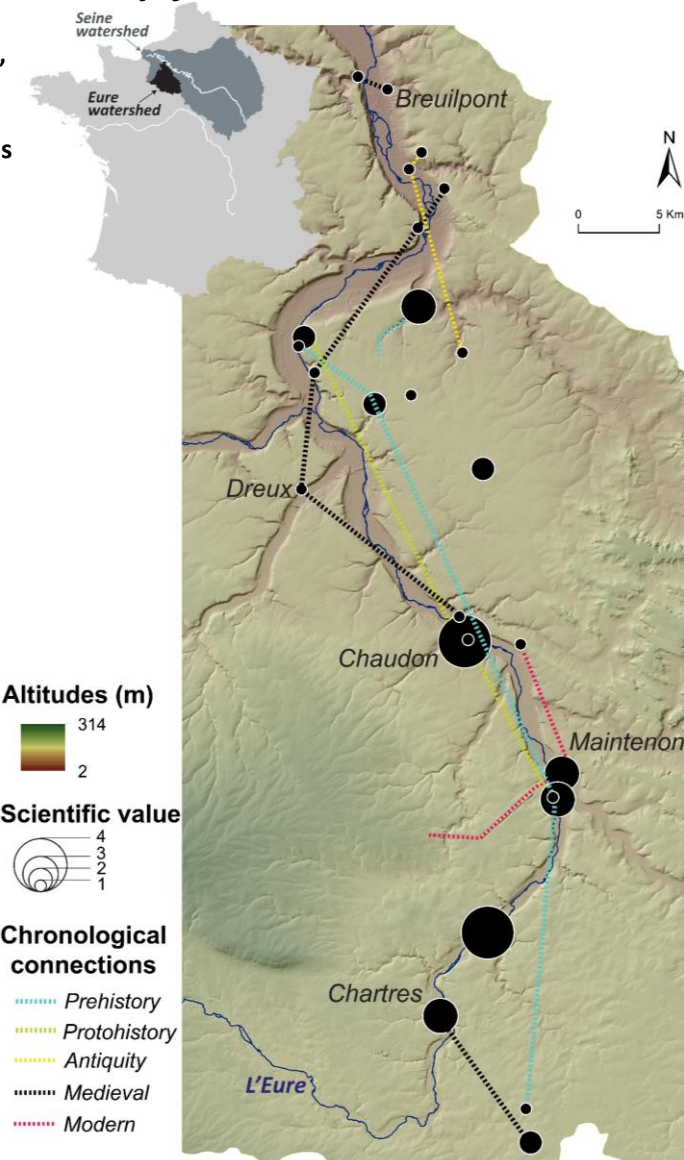 Seine
watershed
Eure
watershed
Breuilpont
N
0 5 Km
Dreux
Chaudon
Maintenon
Chartres
L'Eure
Altitudes (m)
314
2
Scientific value
4
3
2
1
Chronological
connections
Prehistory
Protohistory
Antiquity
Medieval
Modern